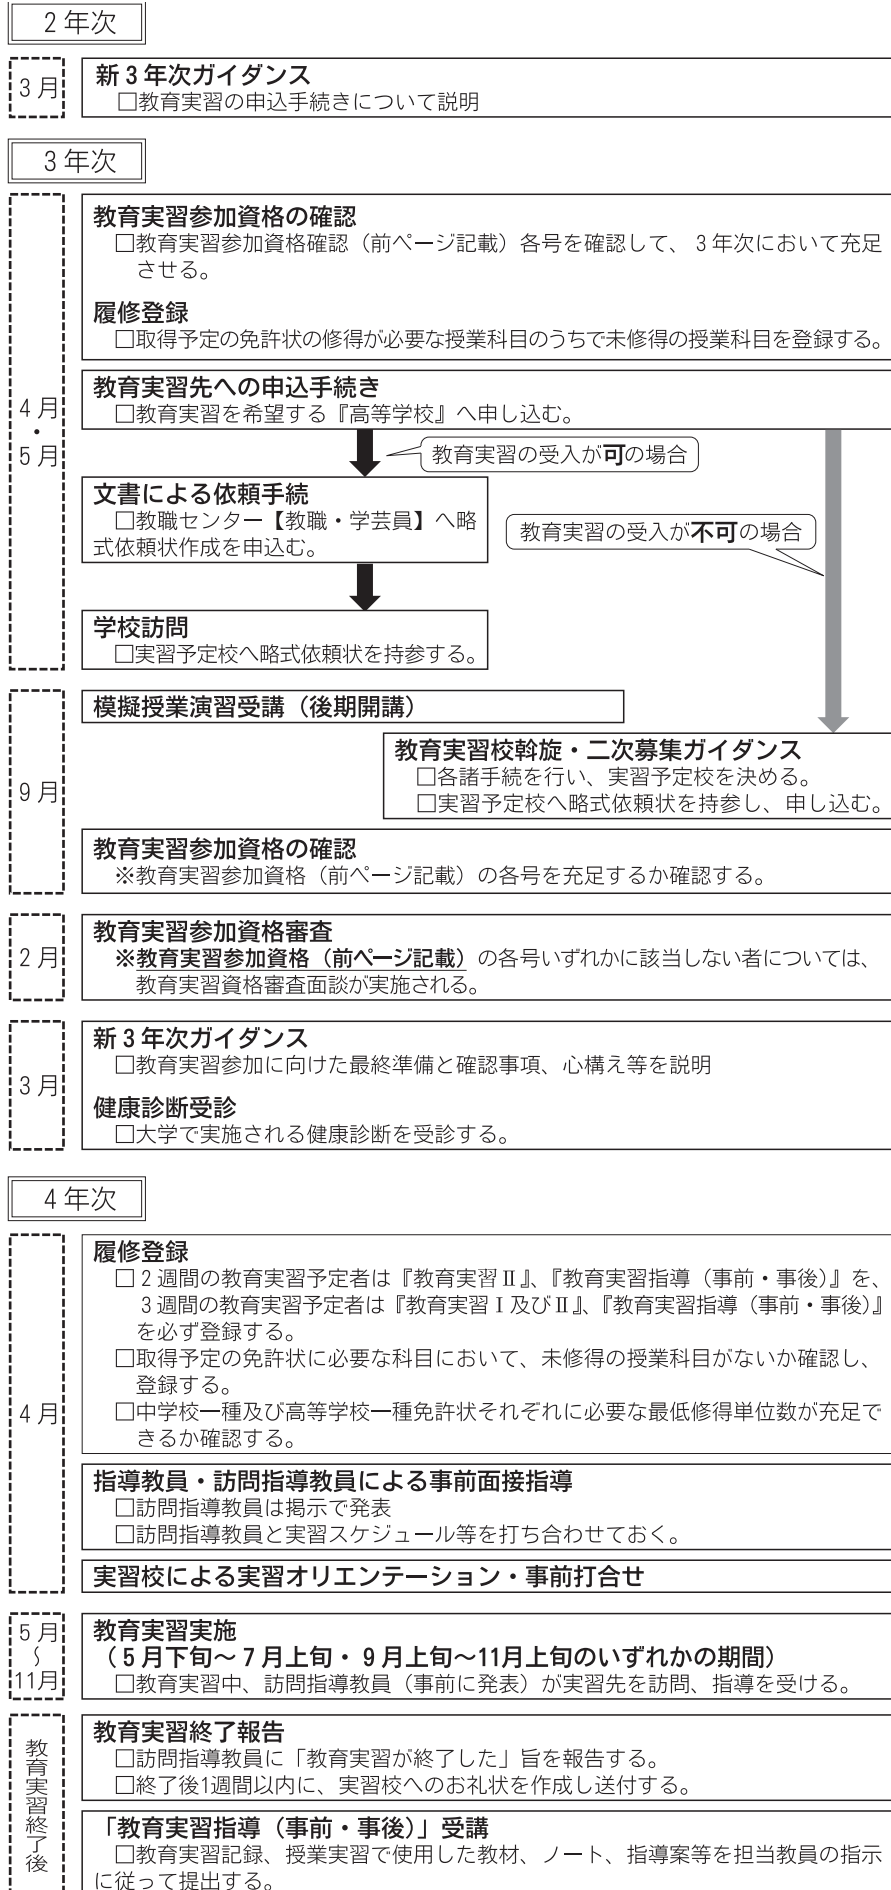 2年次
3月
新3年次ガイダンス
□教育実習の申込手続きについて説明
3年次
4月・5月
教育実習参加資格の確認
□教育実習参加資格確認（前ページ記載）各号を確認して、3年次において充足
させる。
履修登録
□取得予定の免許状の修得が必要な授業科目のうちで未修得の授業科目を登録する。
教育実習先への申込手続き
□教育実習を希望する『高等学校』へ申し込む。
教育実習の受入が可の場合
文書による依頼手続
□教職センター【教職・学芸員】へ略
式依頼状作成を申込む。
教育実習の受入が不可の場合
学校訪問
□実習予定校へ略式依頼状を持参する。
9月
模擬授業演習受講（後期開講）
教育実習校斡旋・二次募集ガイダンス
□各諸手続を行い、実習予定校を決める。
□実習予定校へ略式依頼状を持参し、申し込む。
教育実習参加資格の確認
※教育実習参加資格（前ページ記載）の各号を充足するか確認する。
2月
教育実習参加資格審査
※教育実習参加資格（前ページ記載）の各号いずれかに該当しない者については、
教育実習資格審査面談が実施される。
3月
新3年次ガイダンス
□教育実習参加に向けた最終準備と確認事項、心構え等を説明
健康診断受診
□大学で実施される健康診断を受診する。
4年次
4月
履修登録
□2週間の教育実習予定者は『教育実習Ⅱ』、『教育実習指導（事前・事後）』を、
3週間の教育実習予定者は『教育実習Ⅰ及びⅡ』、『教育実習指導（事前・事後）』
を必ず登録する。
□取得予定の免許状に必要な科目において、未修得の授業科目がないか確認し、
登録する。
□中学校一種及び高等学校一種免許状それぞれに必要な最低修得単位数が充足で
きるか確認する。
指導教員・訪問指導教員による事前面接指導
□訪問指導教員は掲示で発表
□訪問指導教員と実習スケジュール等を打ち合わせておく。
実習校による実習オリエンテーション・事前打合せ
5月〜11月
教育実習実施
（5月下旬〜7月上旬・9月上旬〜11月上旬のいずれかの期間）
□教育実習中、訪問指導教員（事前に発表）が実習先を訪問、指導を受ける。
教育実習終了後
教育実習終了報告
□訪問指導教員に「教育実習が終了した」旨を報告する。
□終了後1週間以内に、実習校へのお礼状を作成し送付する。
「教育実習指導（事前・事後）」受講
□教育実習記録、授業実習で使用した教材、ノート、指導案等を担当教員の指示
に従って提出する。